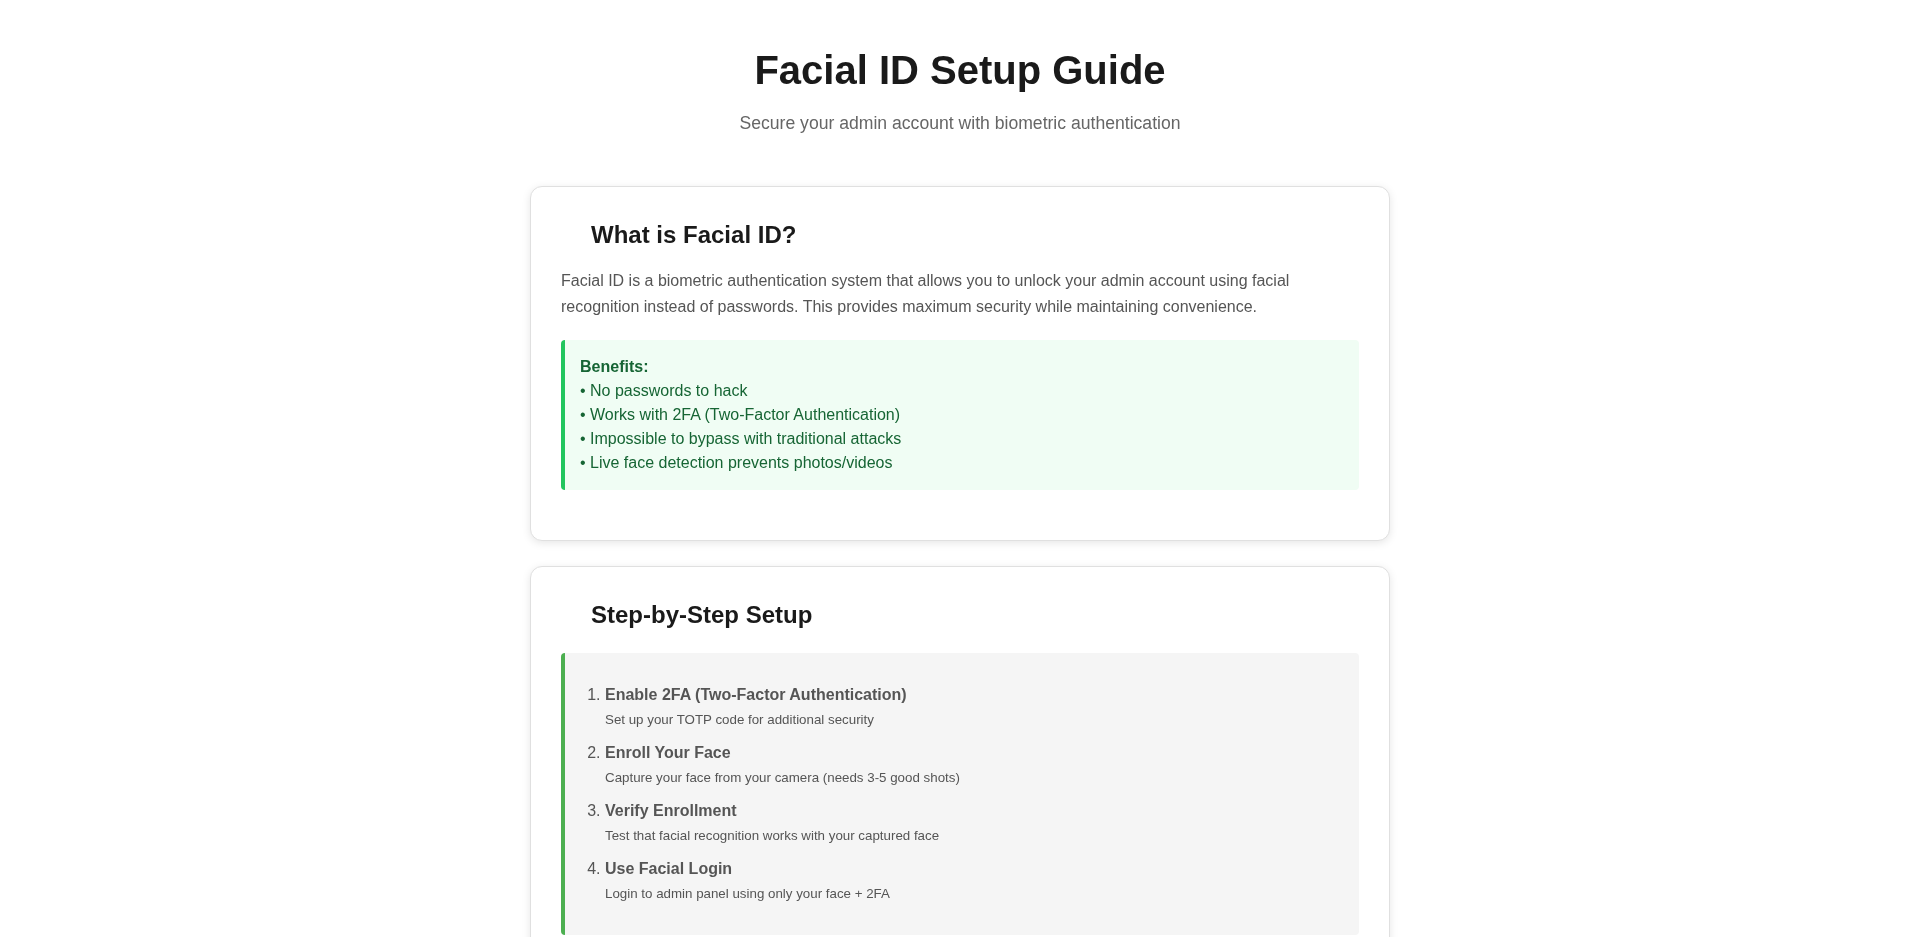 Facial ID Setup Guide
Secure your admin account with biometric authentication
What is Facial ID?
Facial ID is a biometric authentication system that allows you to unlock your admin account using facial
recognition instead of passwords. This provides maximum security while maintaining convenience.
Benefits:
• No passwords to hack
• Works with 2FA (Two-Factor Authentication)
• Impossible to bypass with traditional attacks
• Live face detection prevents photos/videos
Step-by-Step Setup
1. Enable 2FA (Two-Factor Authentication)
Set up your TOTP code for additional security
2. Enroll Your Face
Capture your face from your camera (needs 3-5 good shots)
3. Verify Enrollment
Test that facial recognition works with your captured face
4. Use Facial Login
Login to admin panel using only your face + 2FA